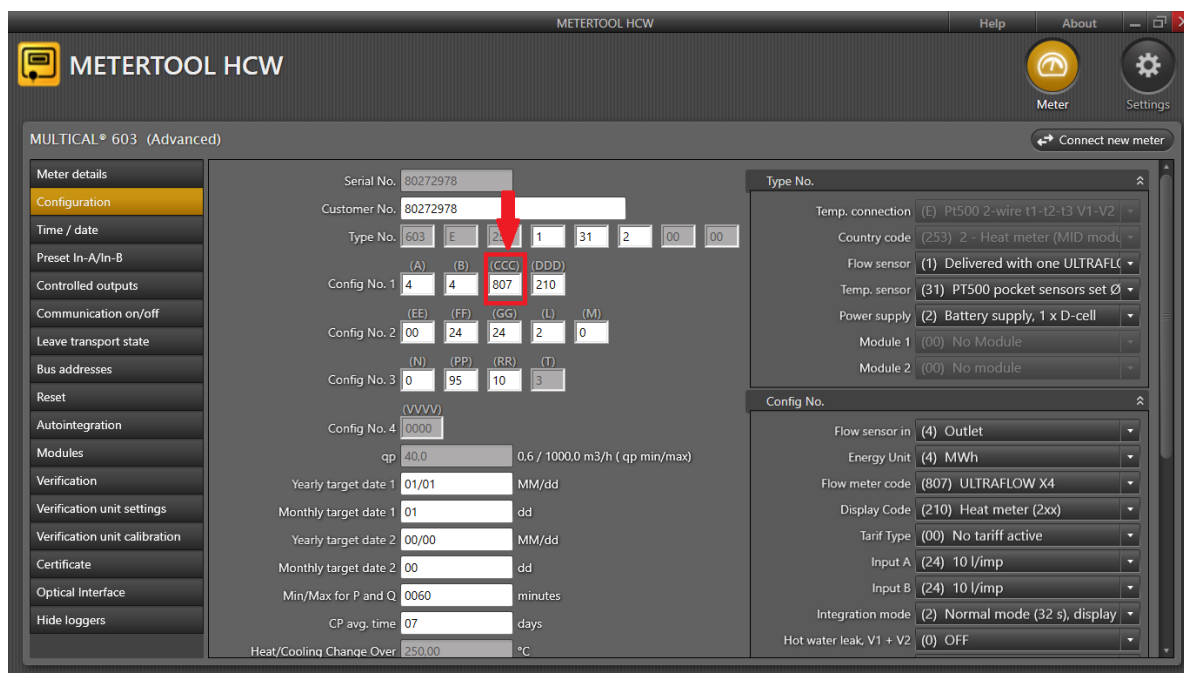 METERTOOL HCW
Help
About
METERTOOL HCW
Meter
Settings
MULTICAL® 603 (Advanced)
Connect new meter
Meter details
Configuration
Time / date
Preset In-A/In-B
Controlled outputs
Communication on/off
Leave transport state
Bus addresses
Reset
Autointegration
Modules
Verification
Verification unit settings
Verification unit calibration
Certificate
Optical Interface
Hide loggers
Serial No. 80272978
Customer No. 80272978
Type No. 603 E 1 31 2 00 00
(A) (B) (CCC) (DDD)
Config No. 1 4 4 807 210
(EE) (FF) (GG) (L) (M)
Config No. 2 00 24 24 2 0
(N) (PP) (RR) (T)
Config No. 3 0 95 10 3
(VVVV)
Config No. 4 0000
qp 40.0 0,6 / 1000,0 m3/h ( qp min/max)
Yearly target date 1 01/01 MM/dd
Monthly target date 1 01 dd
Yearly target date 2 00/00 MM/dd
Monthly target date 2 00 dd
Min/Max for P and Q 0060 minutes
CP avg. time 07 days
Heat/Cooling Change Over 250.00 °C
Type No.
Temp. connection (E) Pt500 2-wire t1-t2-t3 V1-V2
Country code (253) 2 - Heat meter (MID modu
Flow sensor (1) Delivered with one ULTRAFL(
Temp. sensor (31) PT500 pocket sensors set Ø
Power supply (2) Battery supply, 1 x D-cell
Module 1 (00) No Module
Module 2 (00) No module
Config No.
Flow sensor in (4) Outlet
Energy Unit (4) MWh
Flow meter code (807) ULTRAFLOW X4
Display Code (210) Heat meter (2xx)
Tarif Type (00) No tariff active
Input A (24) 10 l/imp
Input B (24) 10 l/imp
Integration mode (2) Normal mode (32 s), display
Hot water leak, V1 + V2 (0) OFF